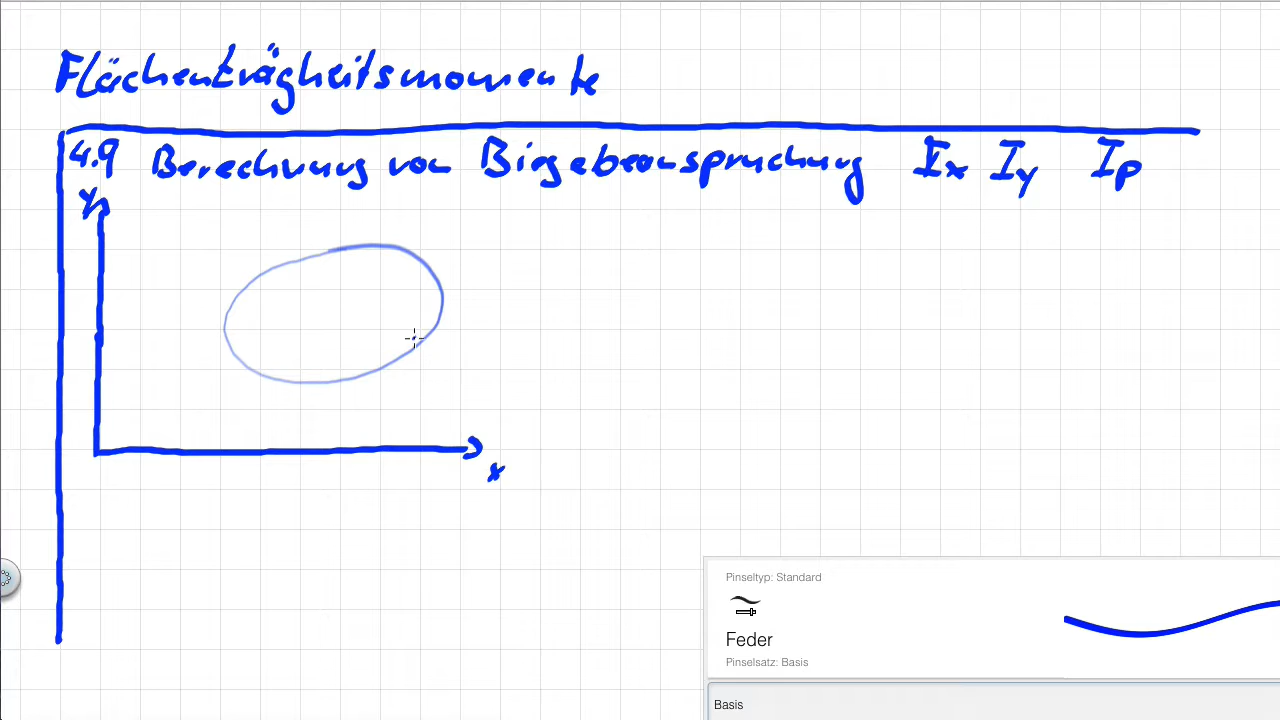 Flächenträgheitsmomente
4.9 Berechnung von Biegebeanspruchung Ix Iy Ip
y
x
Pinseltyp: Standard
Feder
Pinselsatz: Basis
Basis